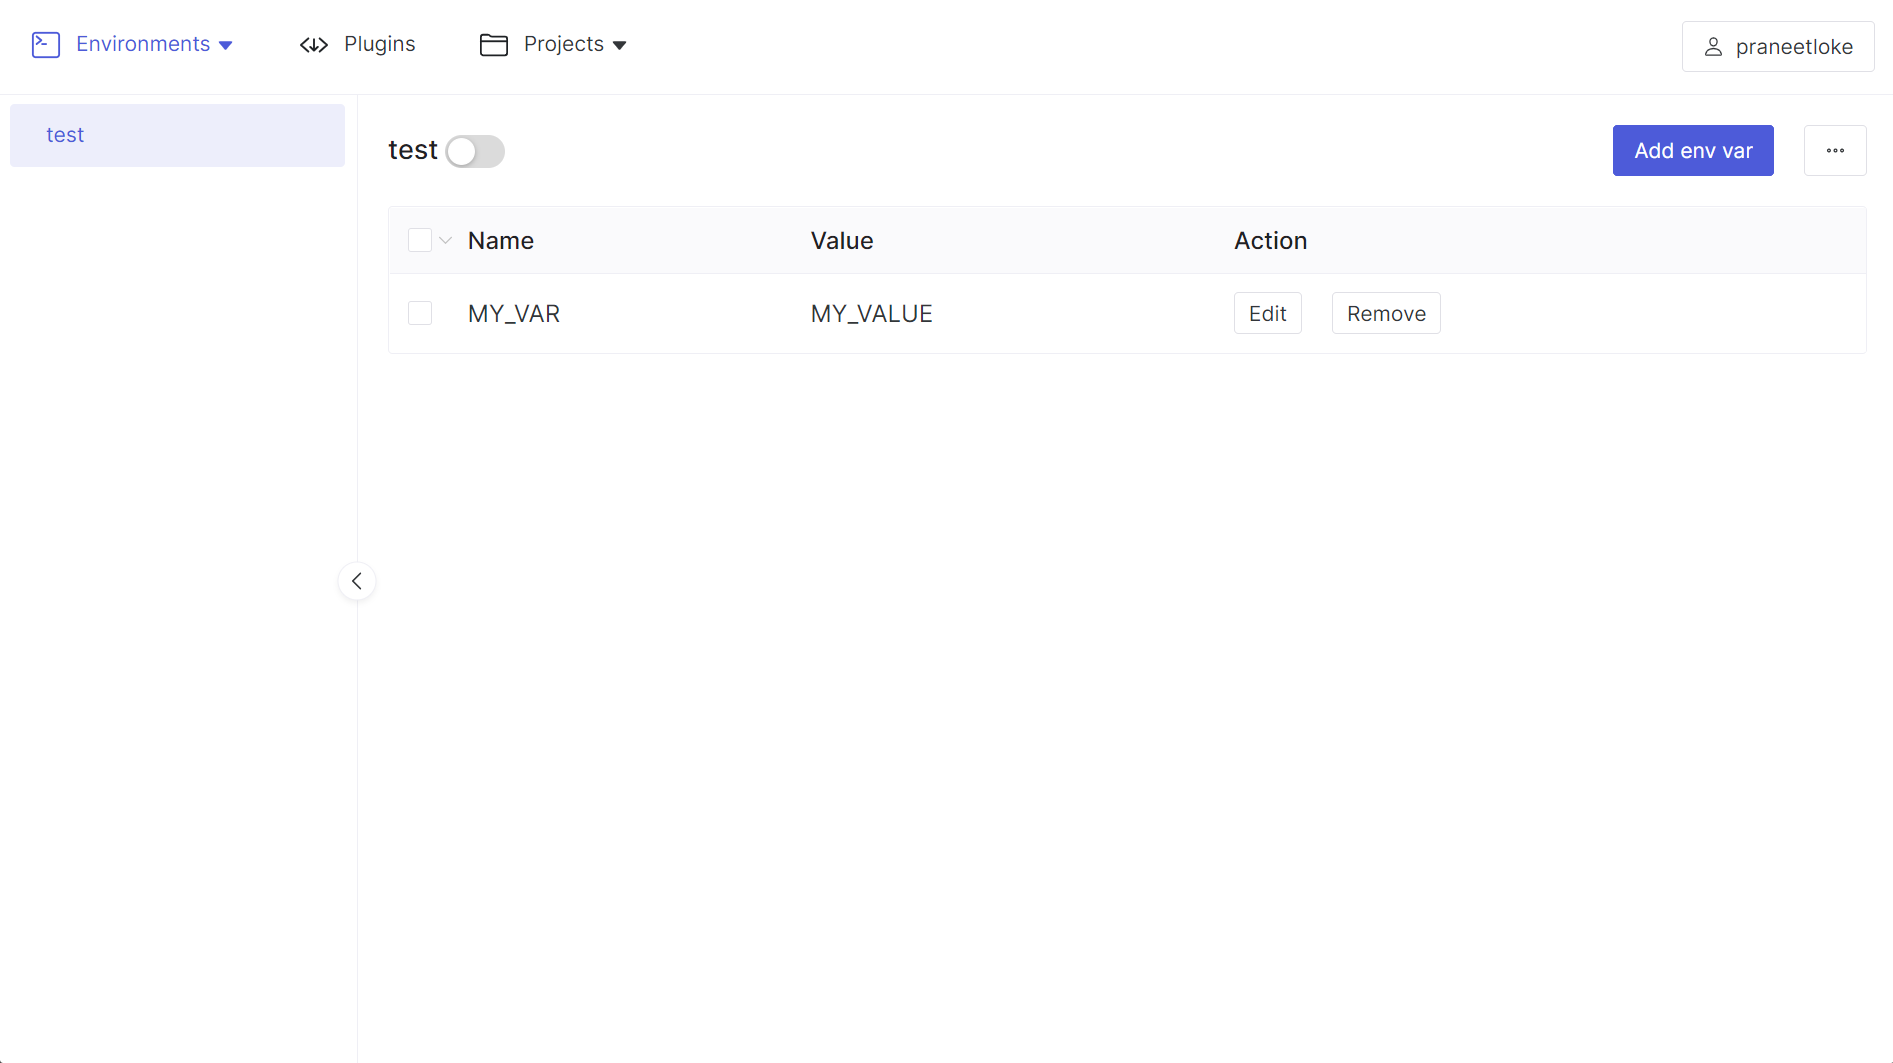 Environments Plugins Projects praneetloke
test
test Add env var
Name Value Action
MY_VAR MY_VALUE Edit Remove